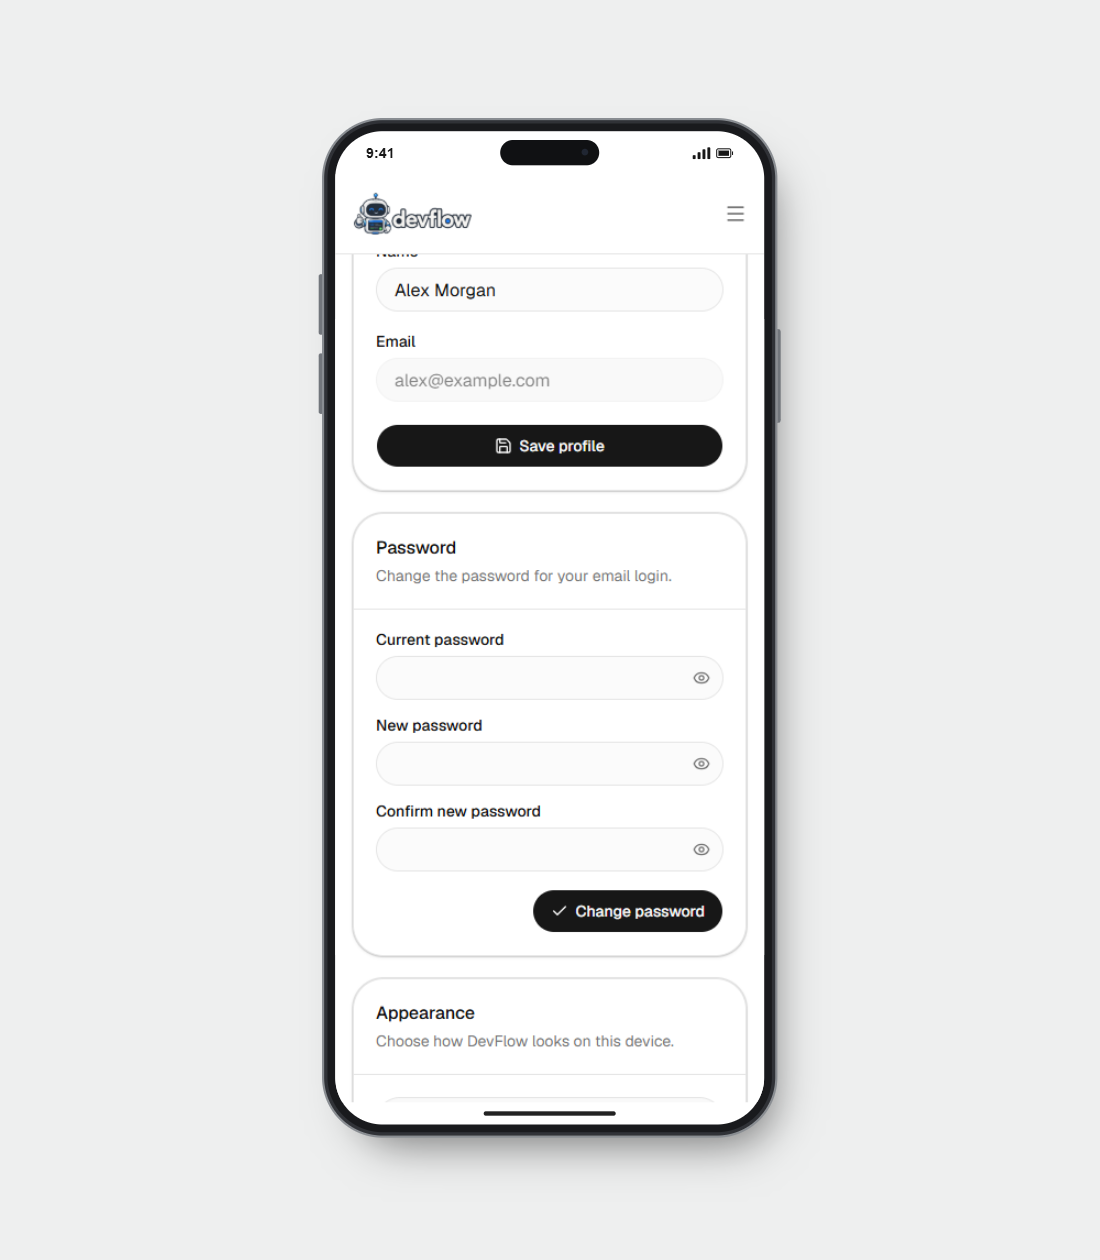 9:41
devflow
Name
Alex Morgan
Email
alex@example.com
Save profile
Password
Change the password for your email login.
Current password
New password
Confirm new password
Change password
Appearance
Choose how DevFlow looks on this device.